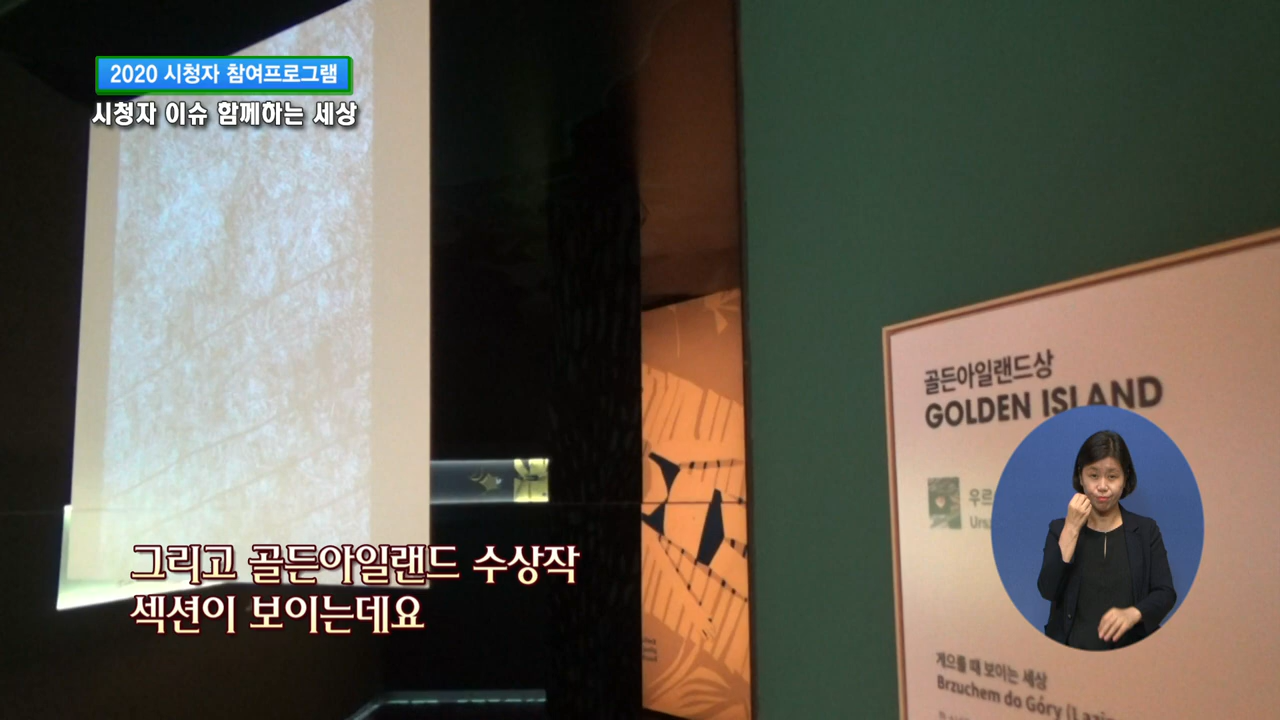 2020 시청자 참여프로그램
시청자 이슈 함께하는 세상
골든아일랜드상
GOLDEN ISLAND
우르
Urs
게으를 때 보이는 세상
Brzuchem do Góry
그리고 골든아일랜드 수상작
섹션이 보이는데요